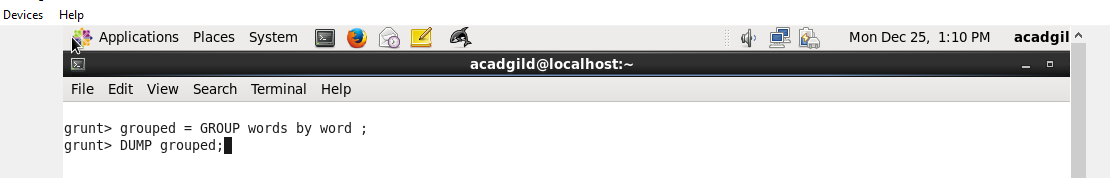 Devices Help
Applications Places System Mon Dec 25, 1:10 PM acadgil
acadgild@localhost:~
File Edit View Search Terminal Help
grunt> grouped = GROUP words by word ;
grunt> DUMP grouped;